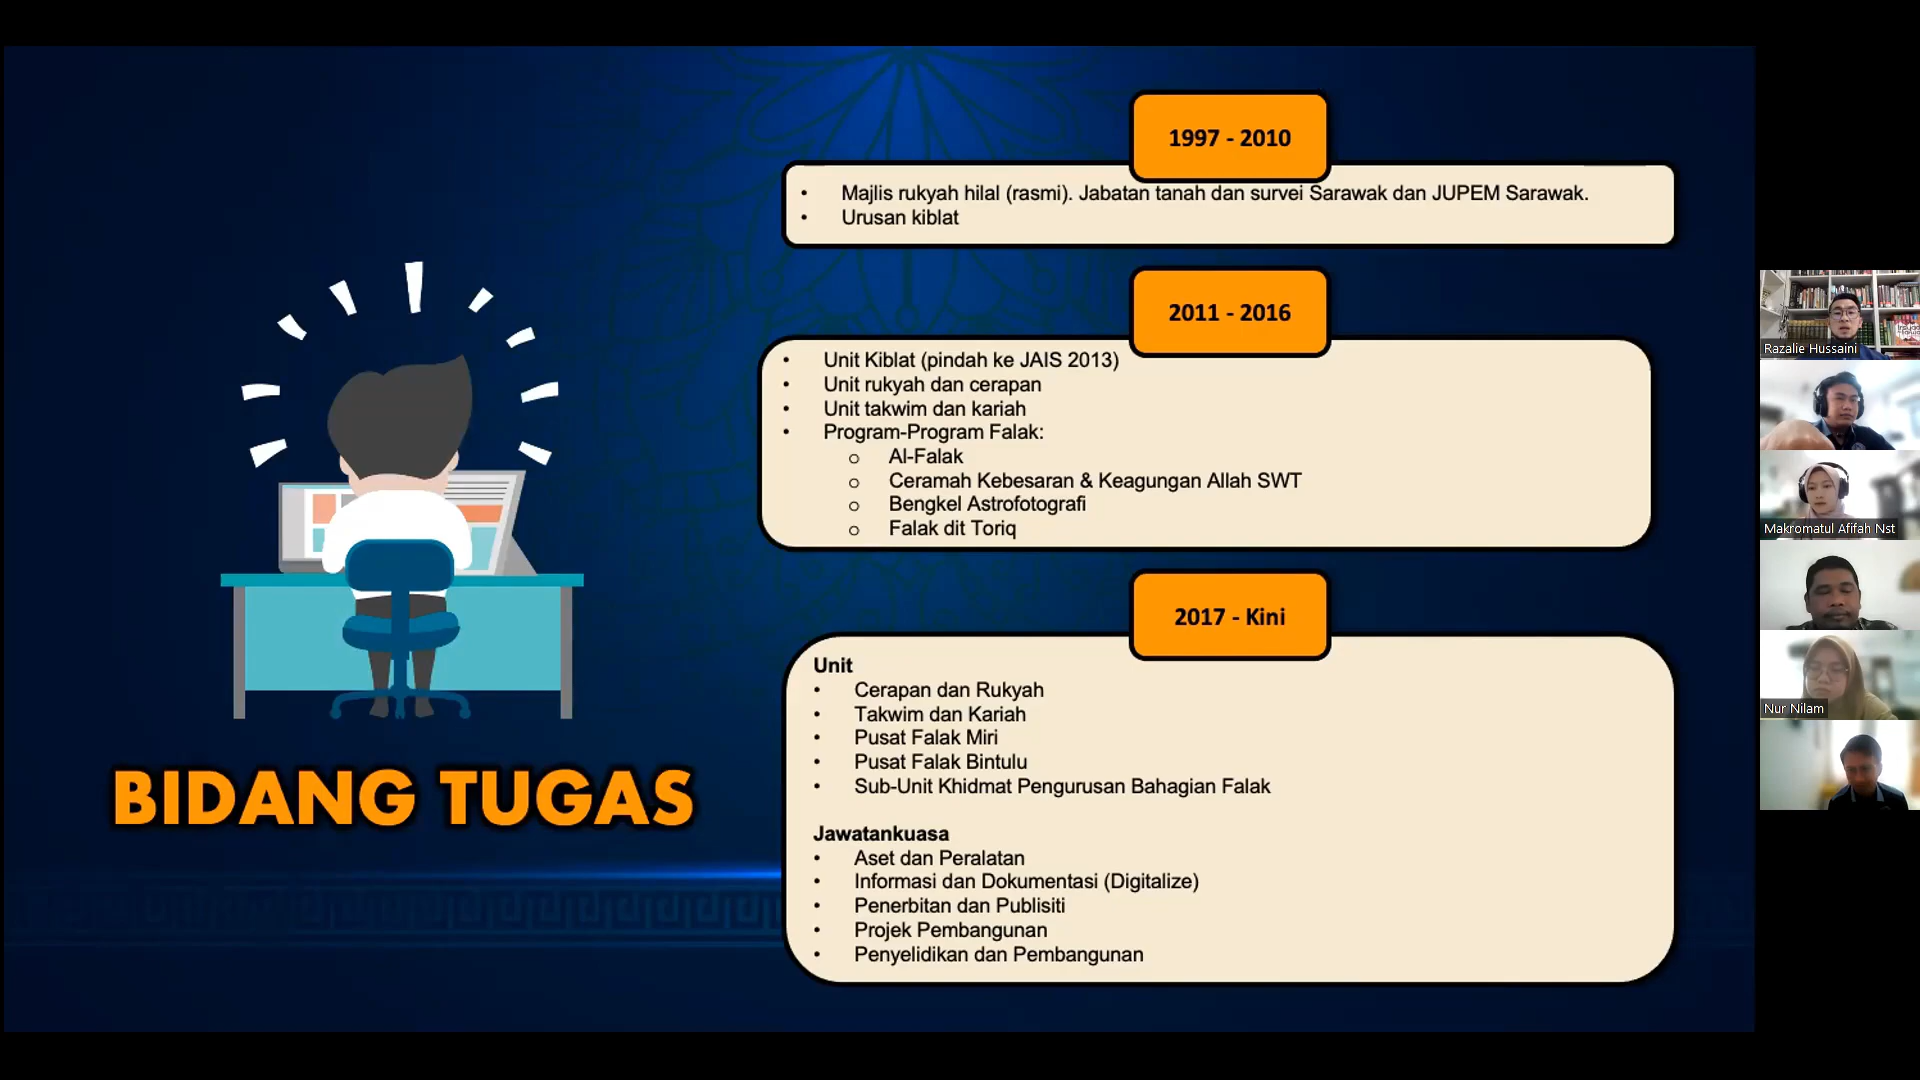 BIDANG TUGAS
1997 - 2010
• Majlis rukyah hilal (rasmi). Jabatan tanah dan survei Sarawak dan JUPEM Sarawak.
• Urusan kiblat
2011 - 2016
• Unit Kiblat (pindah ke JAIS 2013)
• Unit rukyah dan cerapan
• Unit takwim dan kariah
• Program-Program Falak:
o Al-Falak
o Ceramah Kebesaran & Keagungan Allah SWT
o Bengkel Astrofotografi
o Falak dit Toriq
2017 - Kini
Unit
• Cerapan dan Rukyah
• Takwim dan Kariah
• Pusat Falak Miri
• Pusat Falak Bintulu
• Sub-Unit Khidmat Pengurusan Bahagian Falak
Jawatankuasa
• Aset dan Peralatan
• Informasi dan Dokumentasi (Digitalize)
• Penerbitan dan Publisiti
• Projek Pembangunan
• Penyelidikan dan Pembangunan
Razalie Hussaini
Makromatul Afifah Nst
Nur Nilam